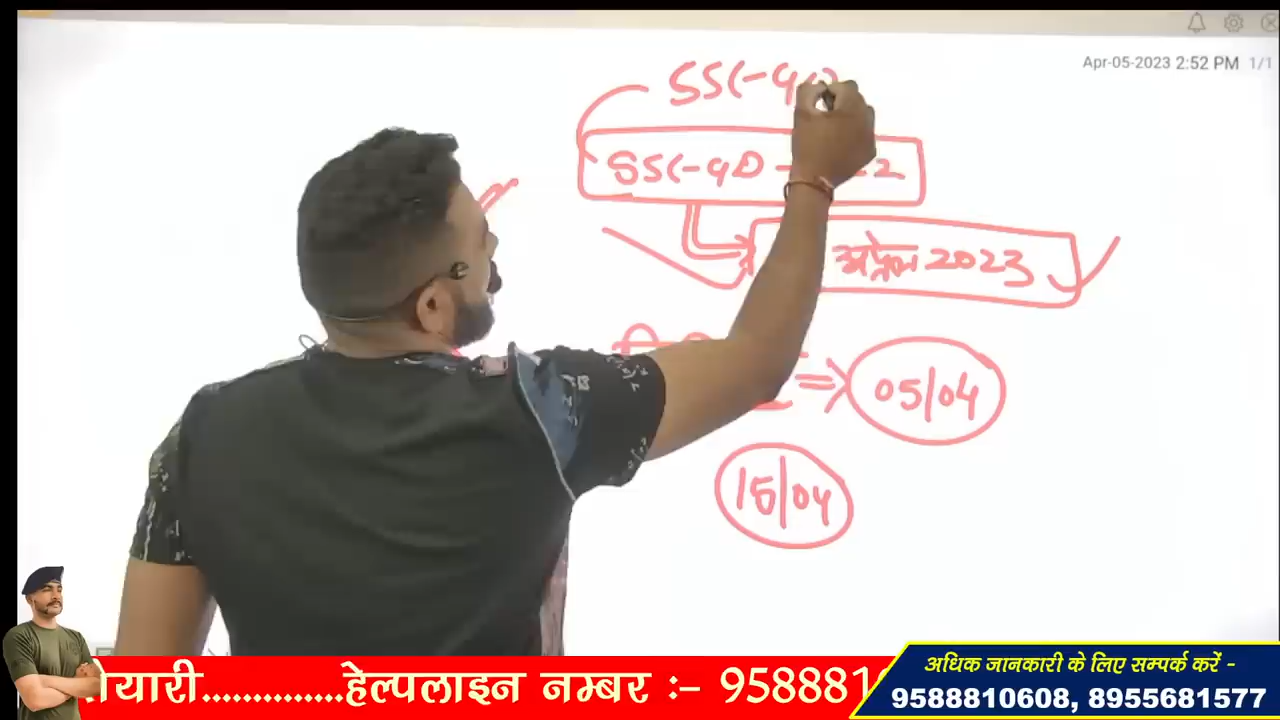 Apr-05-2023 2:52 PM 1/1
SSC-GD
SSC-GD - 2
अप्रैल 2023
05/04
15/04
अधिक जानकारी के लिए सम्पर्क करें -
तैयारी..............हेल्पलाइन नम्बर :- 958881
9588810608, 8955681577